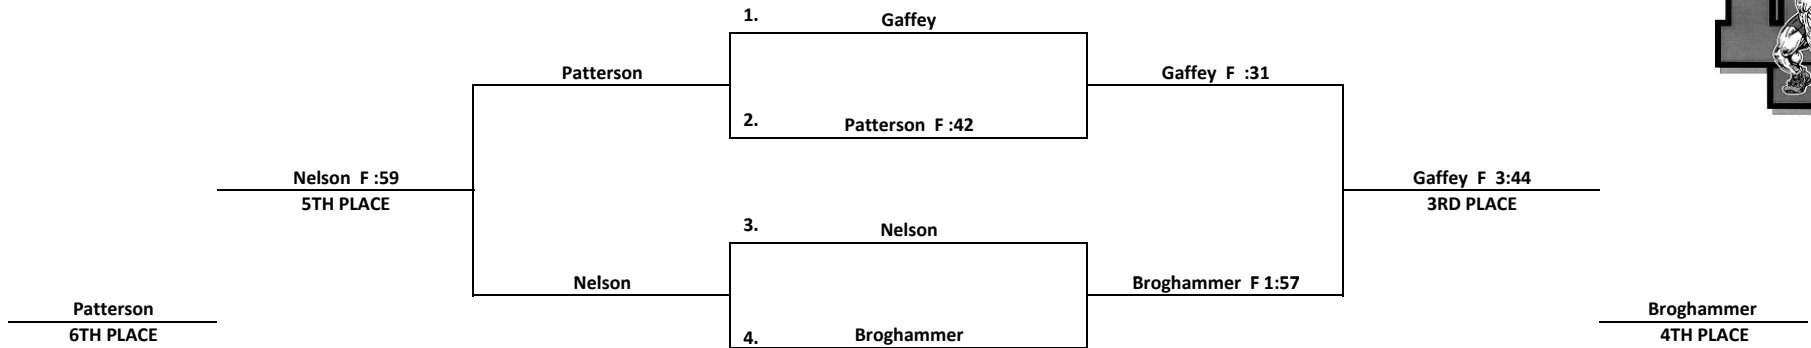 1. Gaffey
Patterson
Gaffey F :31
2. Patterson F :42
Nelson F :59
5TH PLACE
Gaffey F 3:44
3RD PLACE
3. Nelson
Nelson
Broghammer F 1:57
Patterson
6TH PLACE
4. Broghammer
Broghammer
4TH PLACE